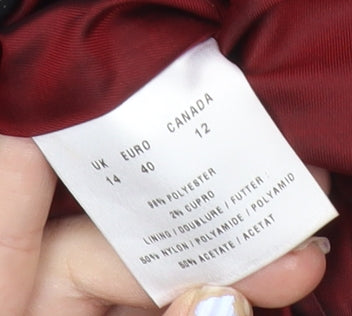 UK EURO CANADA
14 40 12
98% POLYESTER
2% CUPRO
LINING / DOUBLURE / FUTTER :
50% NYLON / POLYAMIDE / POLYAMID
50% ACETATE / ACETAT